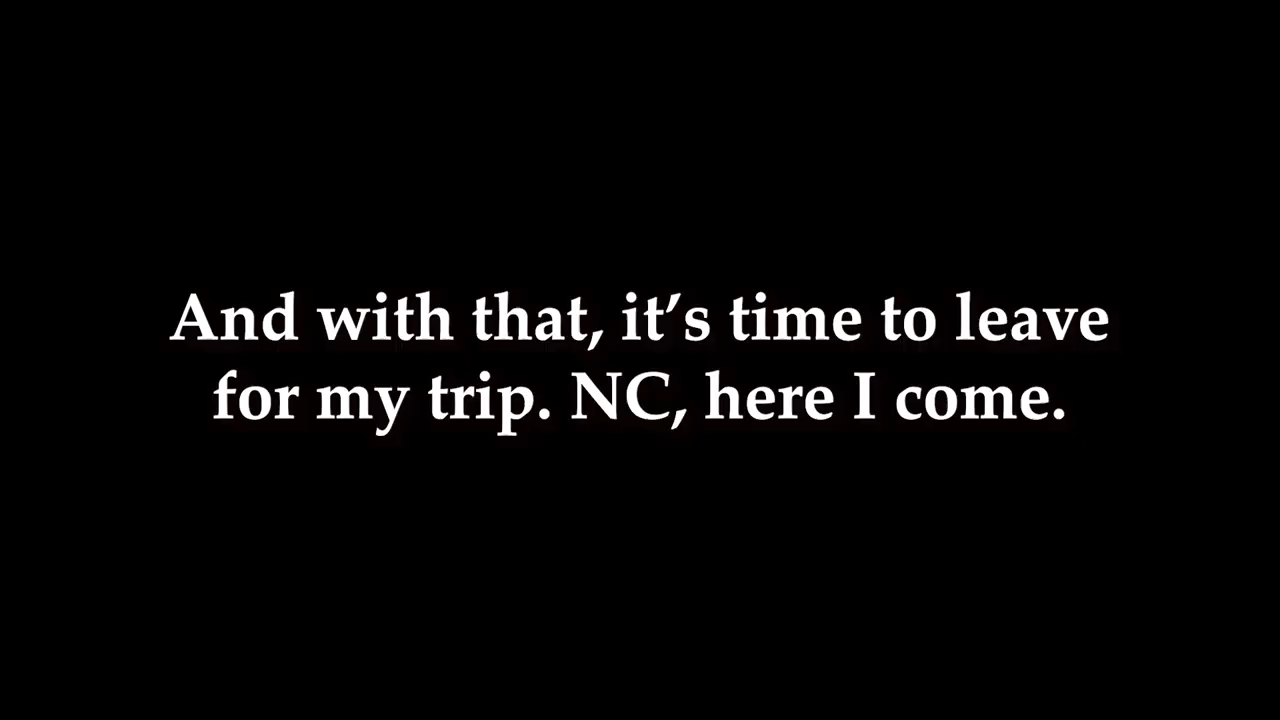 And with that, it’s time to leave
for my trip. NC, here I come.